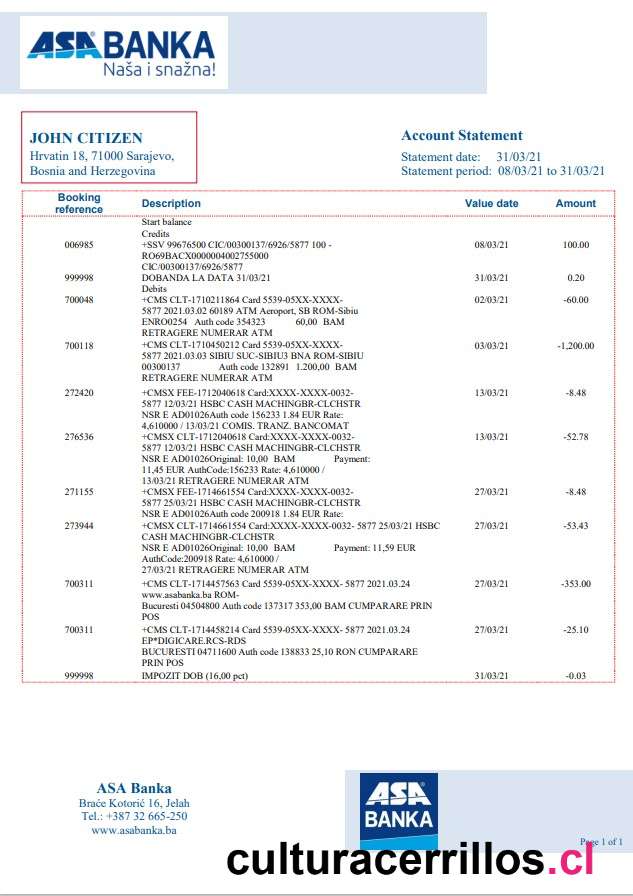 ASA BANKA
Naša i snažna!
JOHN CITIZEN
Hrvatin 18, 71000 Sarajevo,
Bosnia and Herzegovina
Account Statement
Statement date: 31/03/21
Statement period: 08/03/21 to 31/03/21
Booking reference Description Value date Amount
Start balance
Credits
006985 +SSV 99676500 CIC/00300137/6926/5877 100 - 08/03/21 100.00
RO69BACX0000004002755000
CIC/00300137/6926/5877
999998 DOBANDA LA DATA 31/03/21 31/03/21 0.20
Debits
700048 +CMS CLT-1710211864 Card 5539-05XX-XXXX- 02/03/21 -60.00
5877 2021.03.02 60189 ATM Aeroport, SB ROM-Sibiu
ENRO0254 Auth code 354323 60,00 BAM
RETRAGERE NUMERAR ATM
700118 +CMS CLT-1710450212 Card 5539-05XX-XXXX- 03/03/21 -1,200.00
5877 2021.03.03 SIBIU SUC-SIBIU3 BNA ROM-SIBIU
00300137 Auth code 132891 1.200,00 BAM
RETRAGERE NUMERAR ATM
272420 +CMSX FEE-1712040618 Card:XXXX-XXXX-0032- 13/03/21 -8.48
5877 12/03/21 HSBC CASH MACHINGBR-CLCHSTR
NSR E AD01026Auth code 156233 1.84 EUR Rate:
4,610000 / 13/03/21 COMIS. TRANZ. BANCOMAT
276536 +CMSX CLT-1712040618 Card:XXXX-XXXX-0032- 13/03/21 -52.78
5877 12/03/21 HSBC CASH MACHINGBR-CLCHSTR
NSR E AD01026Original: 10,00 BAM Payment:
11,45 EUR AuthCode:156233 Rate: 4,610000 /
13/03/21 RETRAGERE NUMERAR ATM
271155 +CMSX FEE-1714661554 Card:XXXX-XXXX-0032- 27/03/21 -8.48
5877 25/03/21 HSBC CASH MACHINGBR-CLCHSTR
NSR E AD01026Auth code 200918 1.84 EUR Rate:
273944 +CMSX CLT-1714661554 Card:XXXX-XXXX-0032- 5877 25/03/21 HSBC 27/03/21 -53.43
CASH MACHINGBR-CLCHSTR
NSR E AD01026Original: 10,00 BAM Payment: 11,59 EUR
AuthCode:200918 Rate: 4,610000 /
27/03/21 RETRAGERE NUMERAR ATM
700311 +CMS CLT-1714457563 Card 5539-05XX-XXXX- 5877 2021.03.24 27/03/21 -353.00
www.asabanka.ba ROM-
Bucuresti 04504800 Auth code 137317 353,00 BAM CUMPARARE PRIN
POS
700311 +CMS CLT-1714458214 Card 5539-05XX-XXXX- 5877 2021.03.24 27/03/21 -25.10
EP*DIGICARE.RCS-RDS
BUCURESTI 04711600 Auth code 138833 25,10 RON CUMPARARE
PRIN POS
999998 IMPOZIT DOB (16,00 pct) 31/03/21 -0.03
ASA Banka
Braće Kotorić 16, Jelah
Tel.: +387 32 665-250
www.asabanka.ba
ASA
BANKA
Page 1 of 1
culturacerrillos.cl